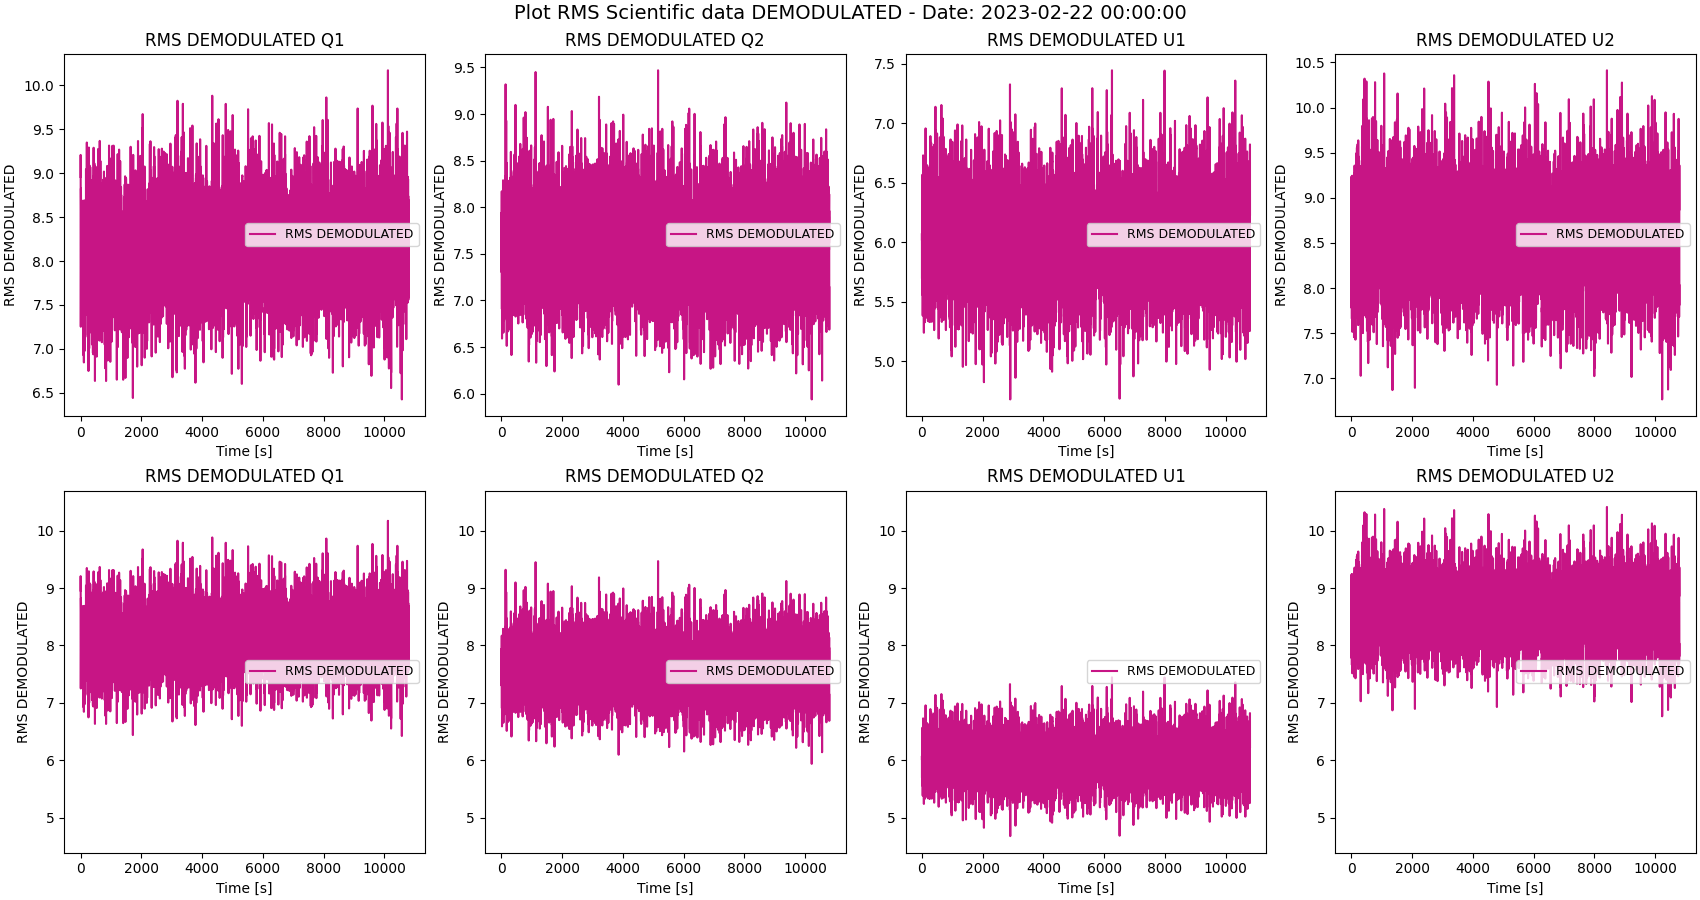 Plot RMS Scientific data DEMODULATED - Date: 2023-02-22 00:00:00
RMS DEMODULATED Q1
RMS DEMODULATED
10.0
9.5
9.0
8.5
8.0
7.5
7.0
6.5
RMS DEMODULATED
0 2000 4000 6000 8000 10000
Time [s]
RMS DEMODULATED Q2
RMS DEMODULATED
9.5
9.0
8.5
8.0
7.5
7.0
6.5
6.0
RMS DEMODULATED
0 2000 4000 6000 8000 10000
Time [s]
RMS DEMODULATED U1
RMS DEMODULATED
7.5
7.0
6.5
6.0
5.5
5.0
RMS DEMODULATED
0 2000 4000 6000 8000 10000
Time [s]
RMS DEMODULATED U2
RMS DEMODULATED
10.5
10.0
9.5
9.0
8.5
8.0
7.5
7.0
RMS DEMODULATED
0 2000 4000 6000 8000 10000
Time [s]
RMS DEMODULATED Q1
RMS DEMODULATED
10
9
8
7
6
5
RMS DEMODULATED
0 2000 4000 6000 8000 10000
Time [s]
RMS DEMODULATED Q2
RMS DEMODULATED
10
9
8
7
6
5
RMS DEMODULATED
0 2000 4000 6000 8000 10000
Time [s]
RMS DEMODULATED U1
RMS DEMODULATED
10
9
8
7
6
5
RMS DEMODULATED
0 2000 4000 6000 8000 10000
Time [s]
RMS DEMODULATED U2
RMS DEMODULATED
10
9
8
7
6
5
RMS DEMODULATED
0 2000 4000 6000 8000 10000
Time [s]